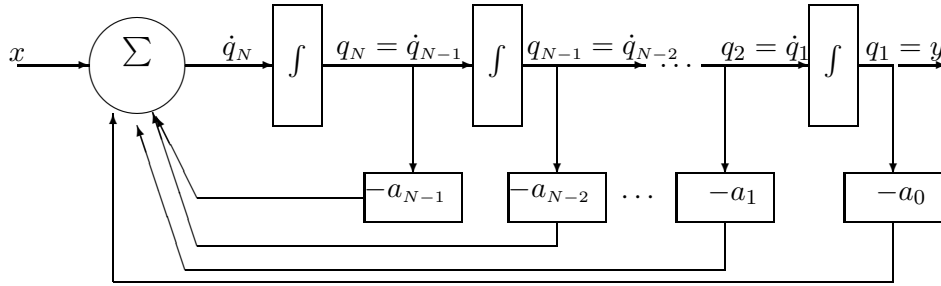 x ∑ q̇_N ∫ q_N = q̇_{N−1} ∫ q_{N−1} = q̇_{N−2} ⋯ q_2 = q̇_1 ∫ q_1 = y
−a_{N−1} −a_{N−2} … −a_1 −a_0